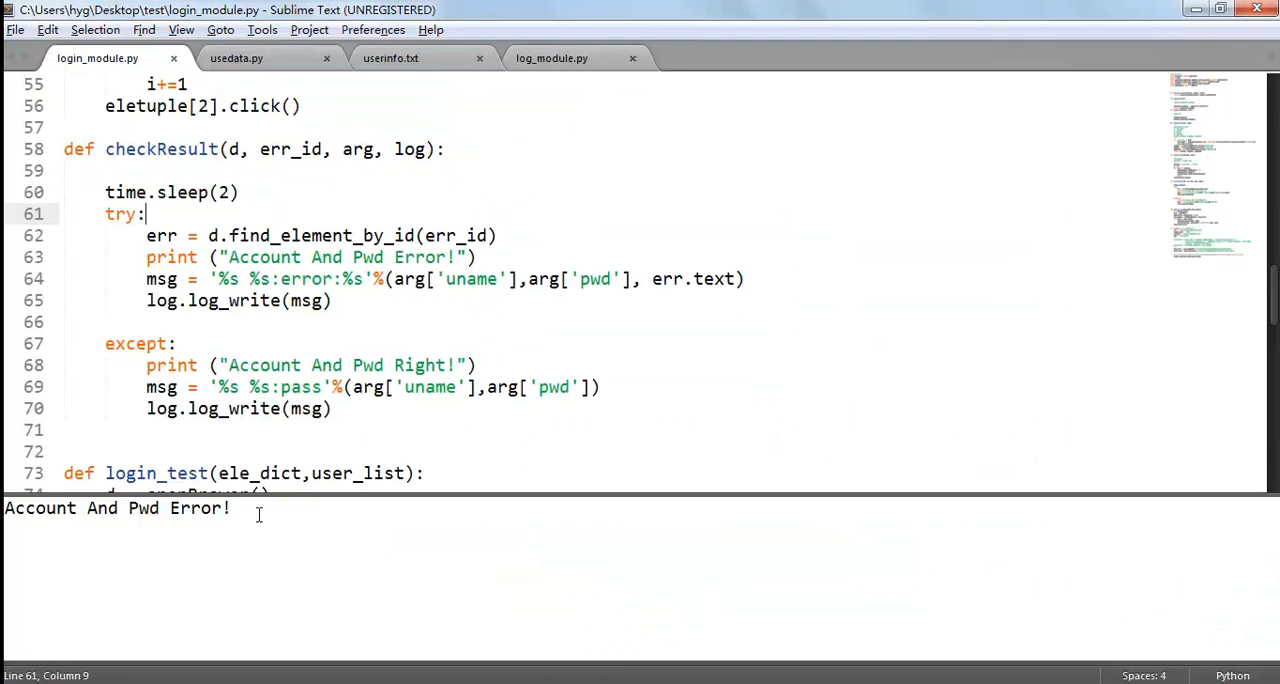 C:\Users\hyg\Desktop\test\login_module.py - Sublime Text (UNREGISTERED)
File Edit Selection Find View Goto Tools Project Preferences Help
login_module.py × usedata.py × userinfo.txt × log_module.py ×
55 i+=1
56 eletuple[2].click()
57
58 def checkResult(d, err_id, arg, log):
59
60 time.sleep(2)
61 try:
62 err = d.find_element_by_id(err_id)
63 print ("Account And Pwd Error!")
64 msg = '%s %s:error:%s'%(arg['uname'],arg['pwd'], err.text)
65 log.log_write(msg)
66
67 except:
68 print ("Account And Pwd Right!")
69 msg = '%s %s:pass'%(arg['uname'],arg['pwd'])
70 log.log_write(msg)
71
72
73 def login_test(ele_dict,user_list):
Account And Pwd Error!
Line 61, Column 9 Spaces: 4 Python